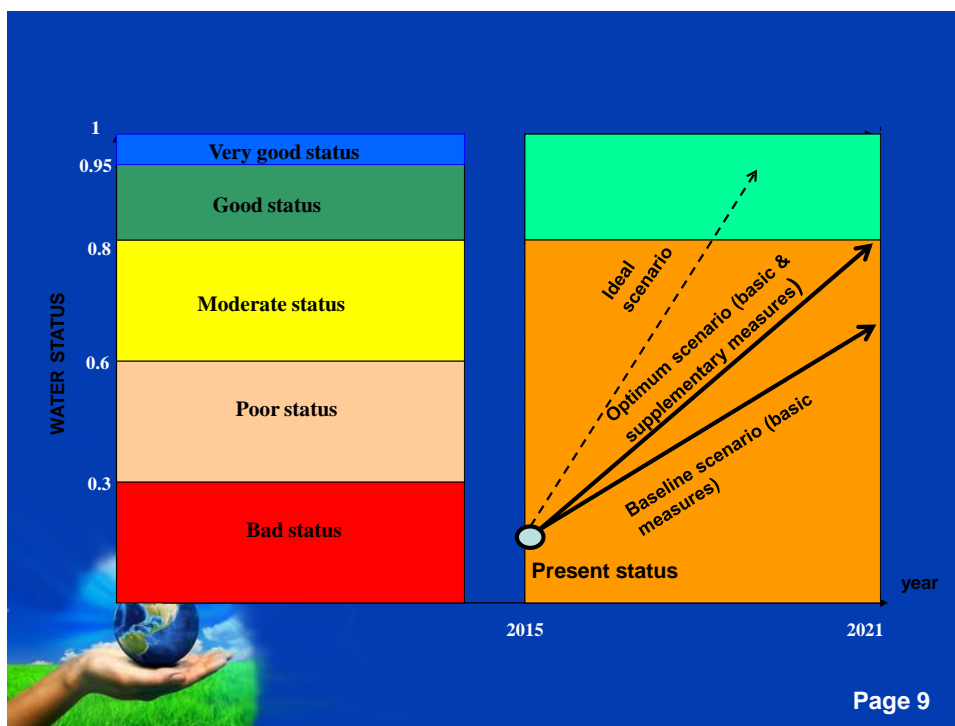 WATER STATUS
1
0.95
0.8
0.6
0.3
Very good status
Good status
Moderate status
Poor status
Bad status
Ideal
scenario
Optimum scenario (basic &
supplementary measures)
Baseline scenario (basic
measures)
Present status
year
2015
2021
Page 9